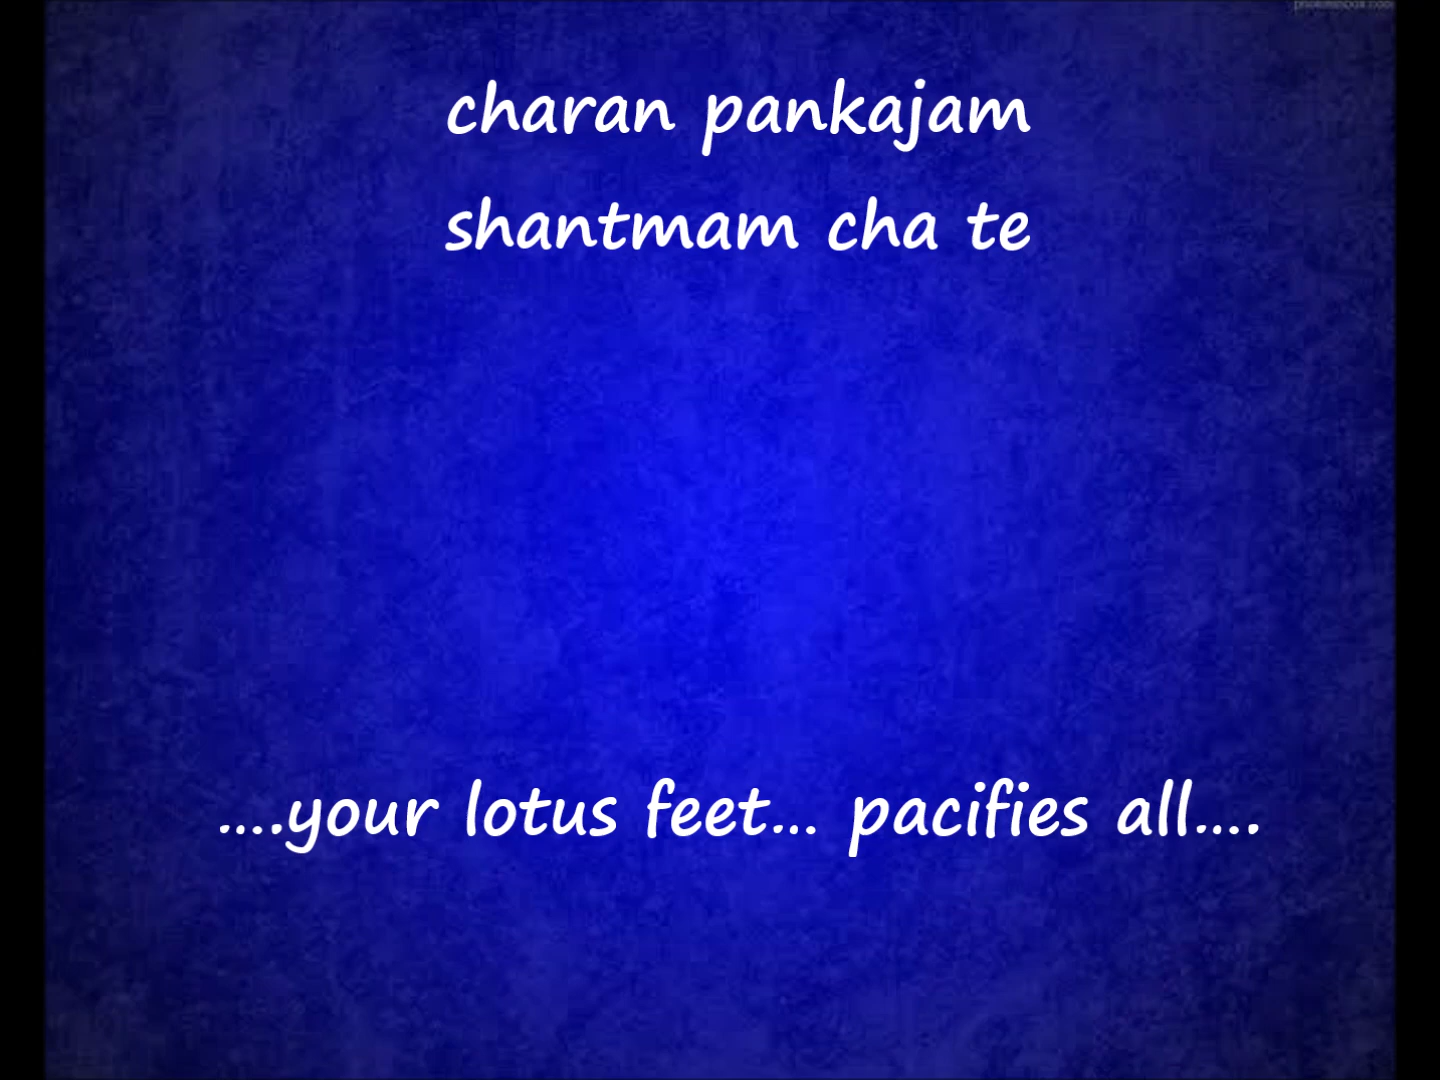 charan pankajam
shantmam cha te
....your lotus feet... pacifies all....